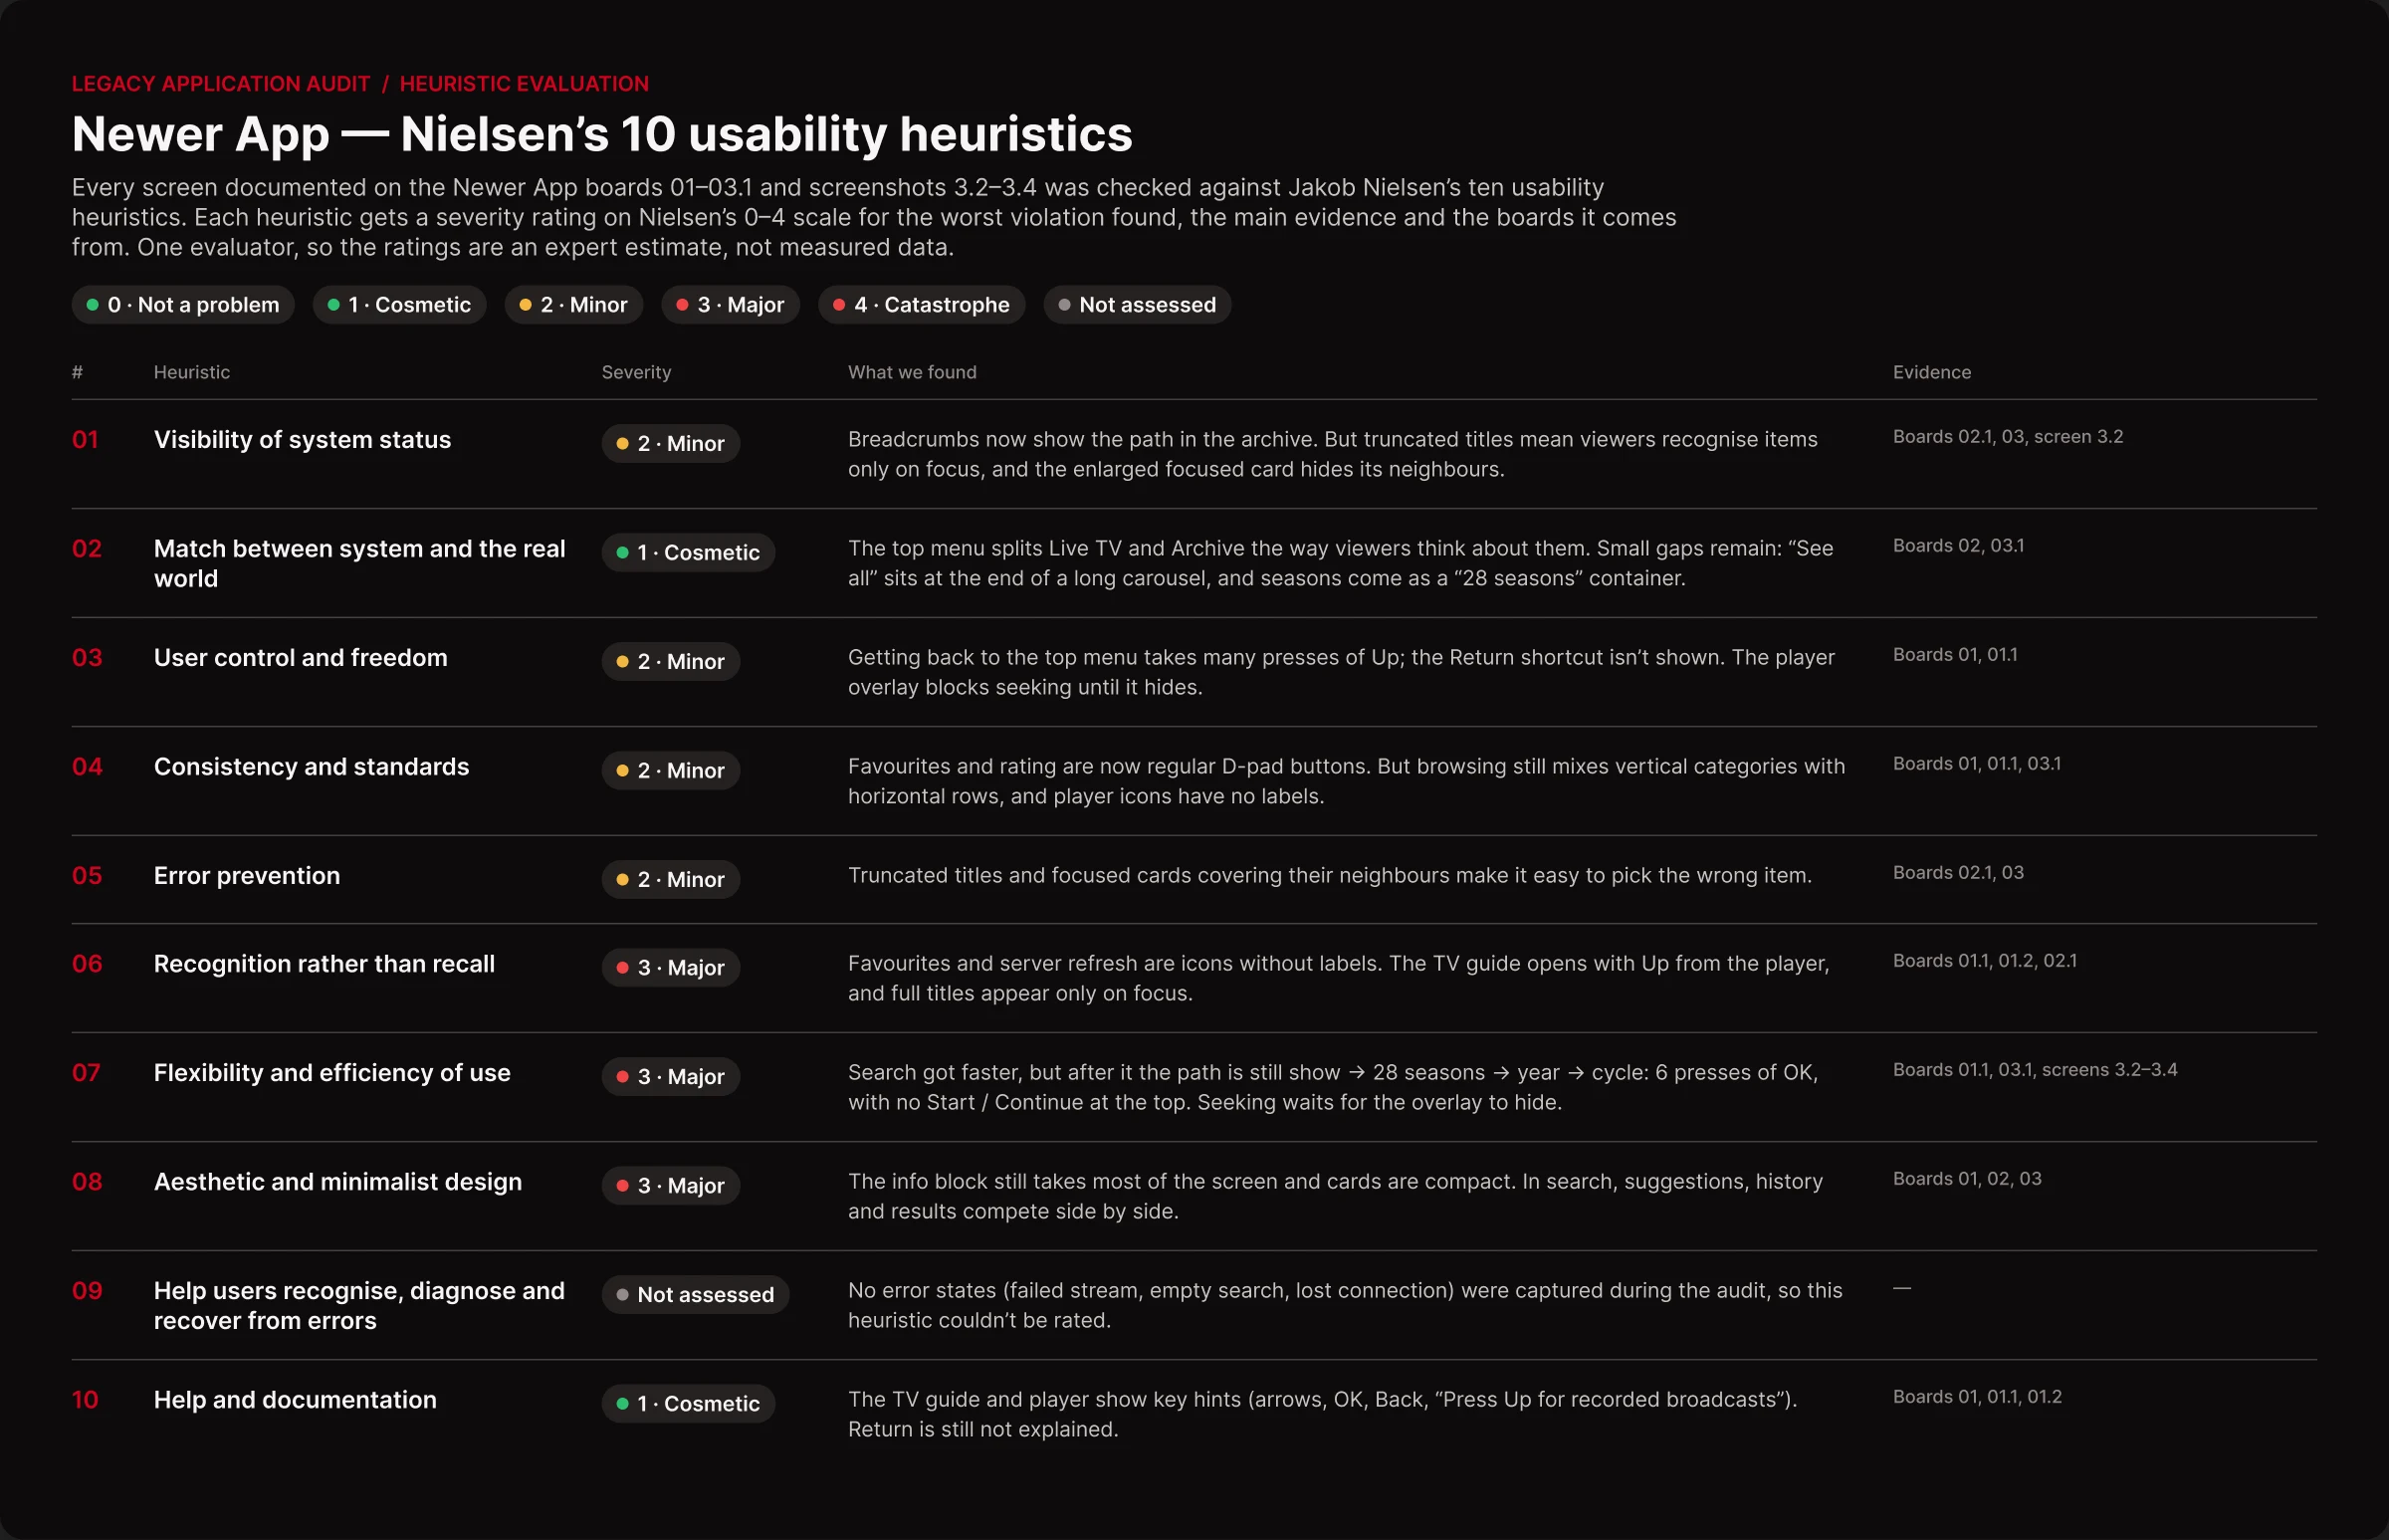 LEGACY APPLICATION AUDIT / HEURISTIC EVALUATION
Newer App — Nielsen’s 10 usability heuristics
Every screen documented on the Newer App boards 01–03.1 and screenshots 3.2–3.4 was checked against Jakob Nielsen’s ten usability
heuristics. Each heuristic gets a severity rating on Nielsen’s 0–4 scale for the worst violation found, the main evidence and the boards it comes
from. One evaluator, so the ratings are an expert estimate, not measured data.
0 · Not a problem 1 · Cosmetic 2 · Minor 3 · Major 4 · Catastrophe Not assessed
# Heuristic Severity What we found Evidence
01 Visibility of system status 2 · Minor Breadcrumbs now show the path in the archive. But truncated titles mean viewers recognise items Boards 02.1, 03, screen 3.2
only on focus, and the enlarged focused card hides its neighbours.
02 Match between system and the real 1 · Cosmetic The top menu splits Live TV and Archive the way viewers think about them. Small gaps remain: “See Boards 02, 03.1
world all” sits at the end of a long carousel, and seasons come as a “28 seasons” container.
03 User control and freedom 2 · Minor Getting back to the top menu takes many presses of Up; the Return shortcut isn’t shown. The player Boards 01, 01.1
overlay blocks seeking until it hides.
04 Consistency and standards 2 · Minor Favourites and rating are now regular D-pad buttons. But browsing still mixes vertical categories with Boards 01, 01.1, 03.1
horizontal rows, and player icons have no labels.
05 Error prevention 2 · Minor Truncated titles and focused cards covering their neighbours make it easy to pick the wrong item. Boards 02.1, 03
06 Recognition rather than recall 3 · Major Favourites and server refresh are icons without labels. The TV guide opens with Up from the player, Boards 01.1, 01.2, 02.1
and full titles appear only on focus.
07 Flexibility and efficiency of use 3 · Major Search got faster, but after it the path is still show → 28 seasons → year → cycle: 6 presses of OK, Boards 01.1, 03.1, screens 3.2–3.4
with no Start / Continue at the top. Seeking waits for the overlay to hide.
08 Aesthetic and minimalist design 3 · Major The info block still takes most of the screen and cards are compact. In search, suggestions, history Boards 01, 02, 03
and results compete side by side.
09 Help users recognise, diagnose and Not assessed No error states (failed stream, empty search, lost connection) were captured during the audit, so this —
recover from errors heuristic couldn’t be rated.
10 Help and documentation 1 · Cosmetic The TV guide and player show key hints (arrows, OK, Back, “Press Up for recorded broadcasts”). Boards 01, 01.1, 01.2
Return is still not explained.